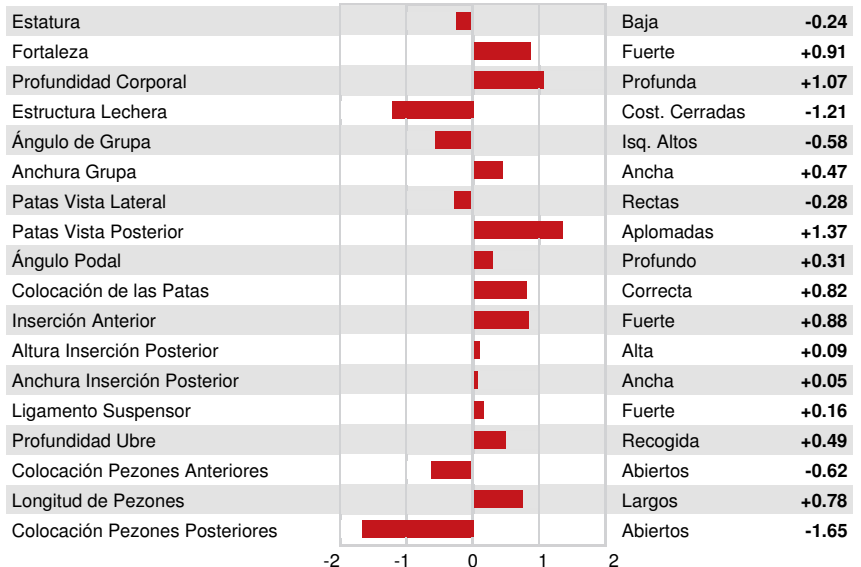 Estatura Baja -0.24
Fortaleza Fuerte +0.91
Profundidad Corporal Profunda +1.07
Estructura Lechera Cost. Cerradas -1.21
Ángulo de Grupa Isq. Altos -0.58
Anchura Grupa Ancha +0.47
Patas Vista Lateral Rectas -0.28
Patas Vista Posterior Aplomadas +1.37
Ángulo Podal Profundo +0.31
Colocación de las Patas Correcta +0.82
Inserción Anterior Fuerte +0.88
Altura Inserción Posterior Alta +0.09
Anchura Inserción Posterior Ancha +0.05
Ligamento Suspensor Fuerte +0.16
Profundidad Ubre Recogida +0.49
Colocación Pezones Anteriores Abiertos -0.62
Longitud de Pezones Largos +0.78
Colocación Pezones Posteriores Abiertos -1.65
-2 -1 0 1 2